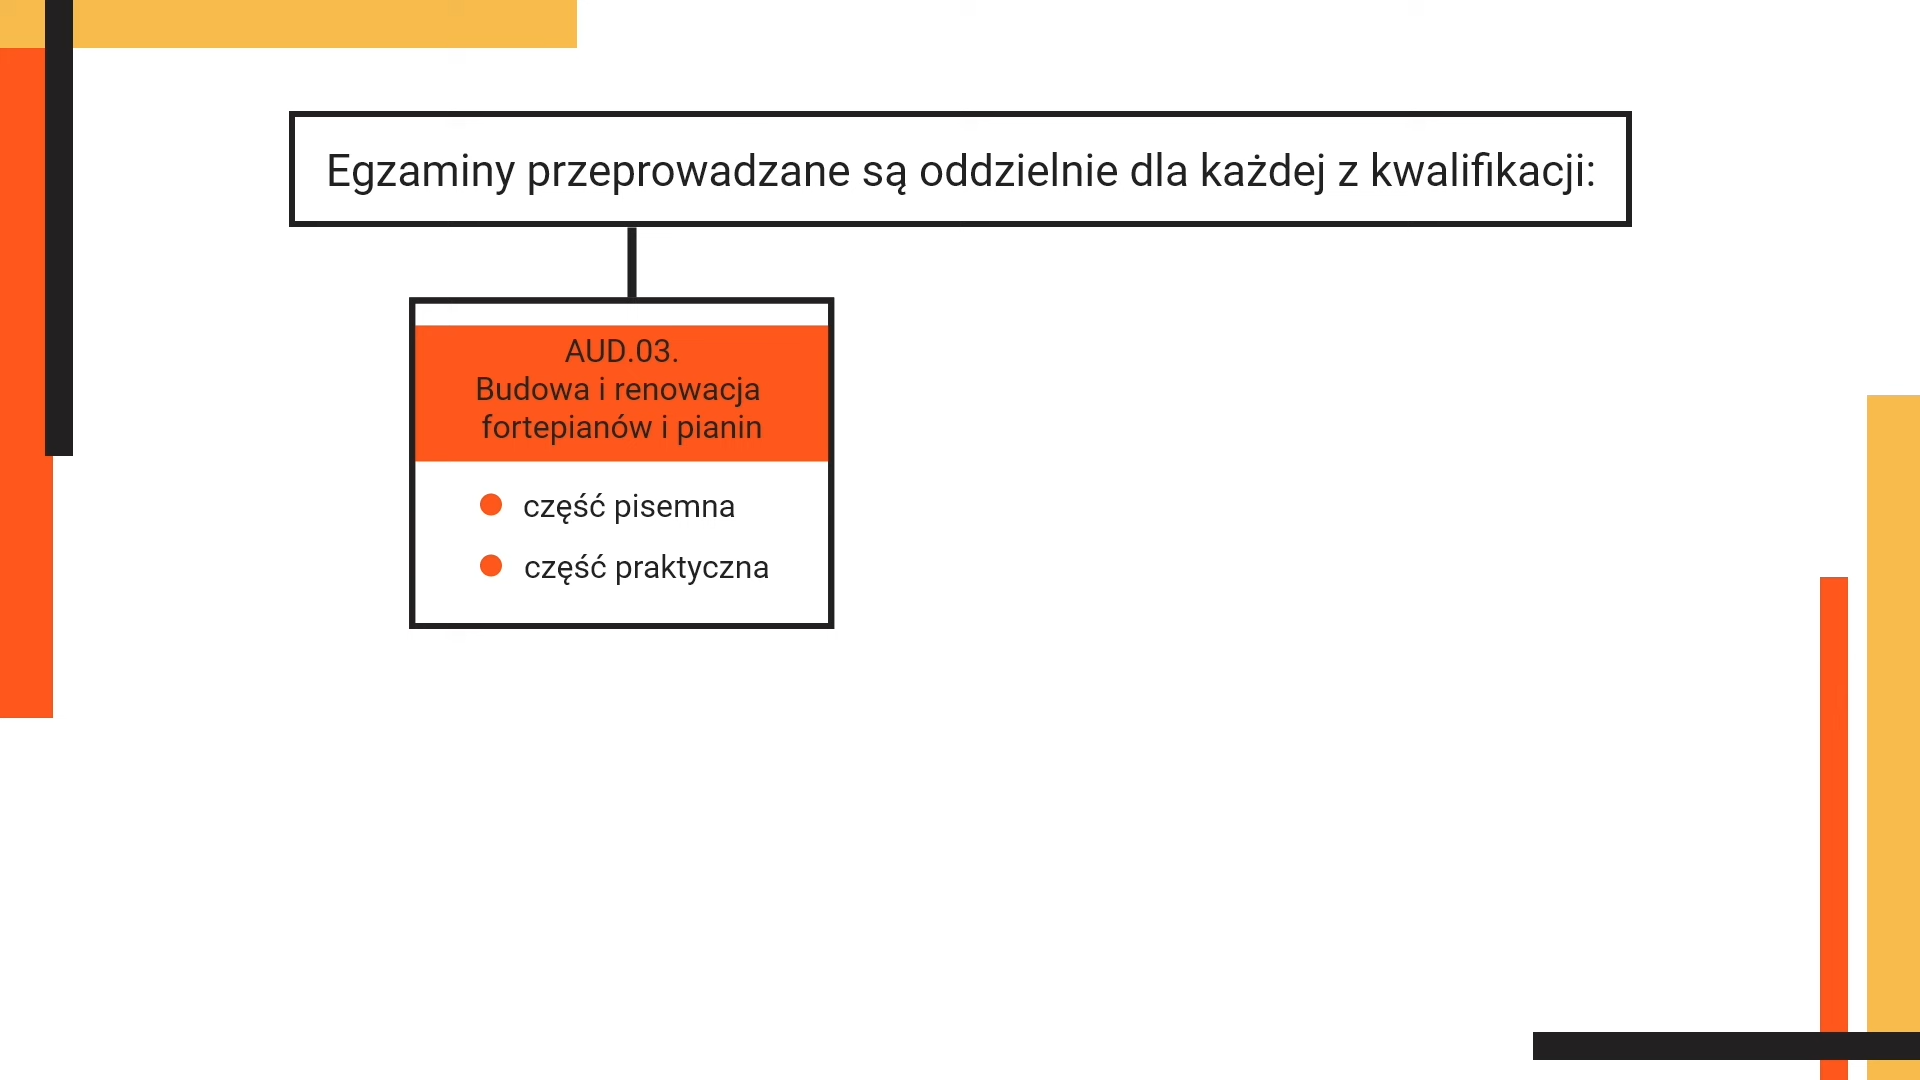 Egzaminy przeprowadzane są oddzielnie dla każdej z kwalifikacji:
AUD.03.
Budowa i renowacja
fortepianów i pianin
część pisemna
część praktyczna